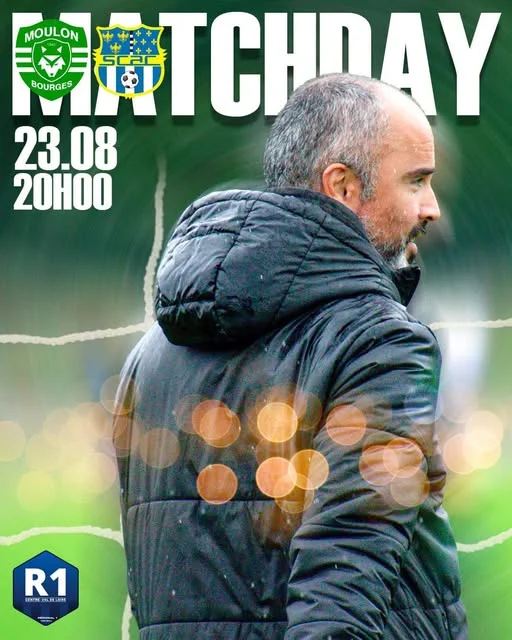 MATCHDAY
MOULON
BOURGES
SCAC
23.08
20H00
R1
CENTRE-VAL DE LOIRE